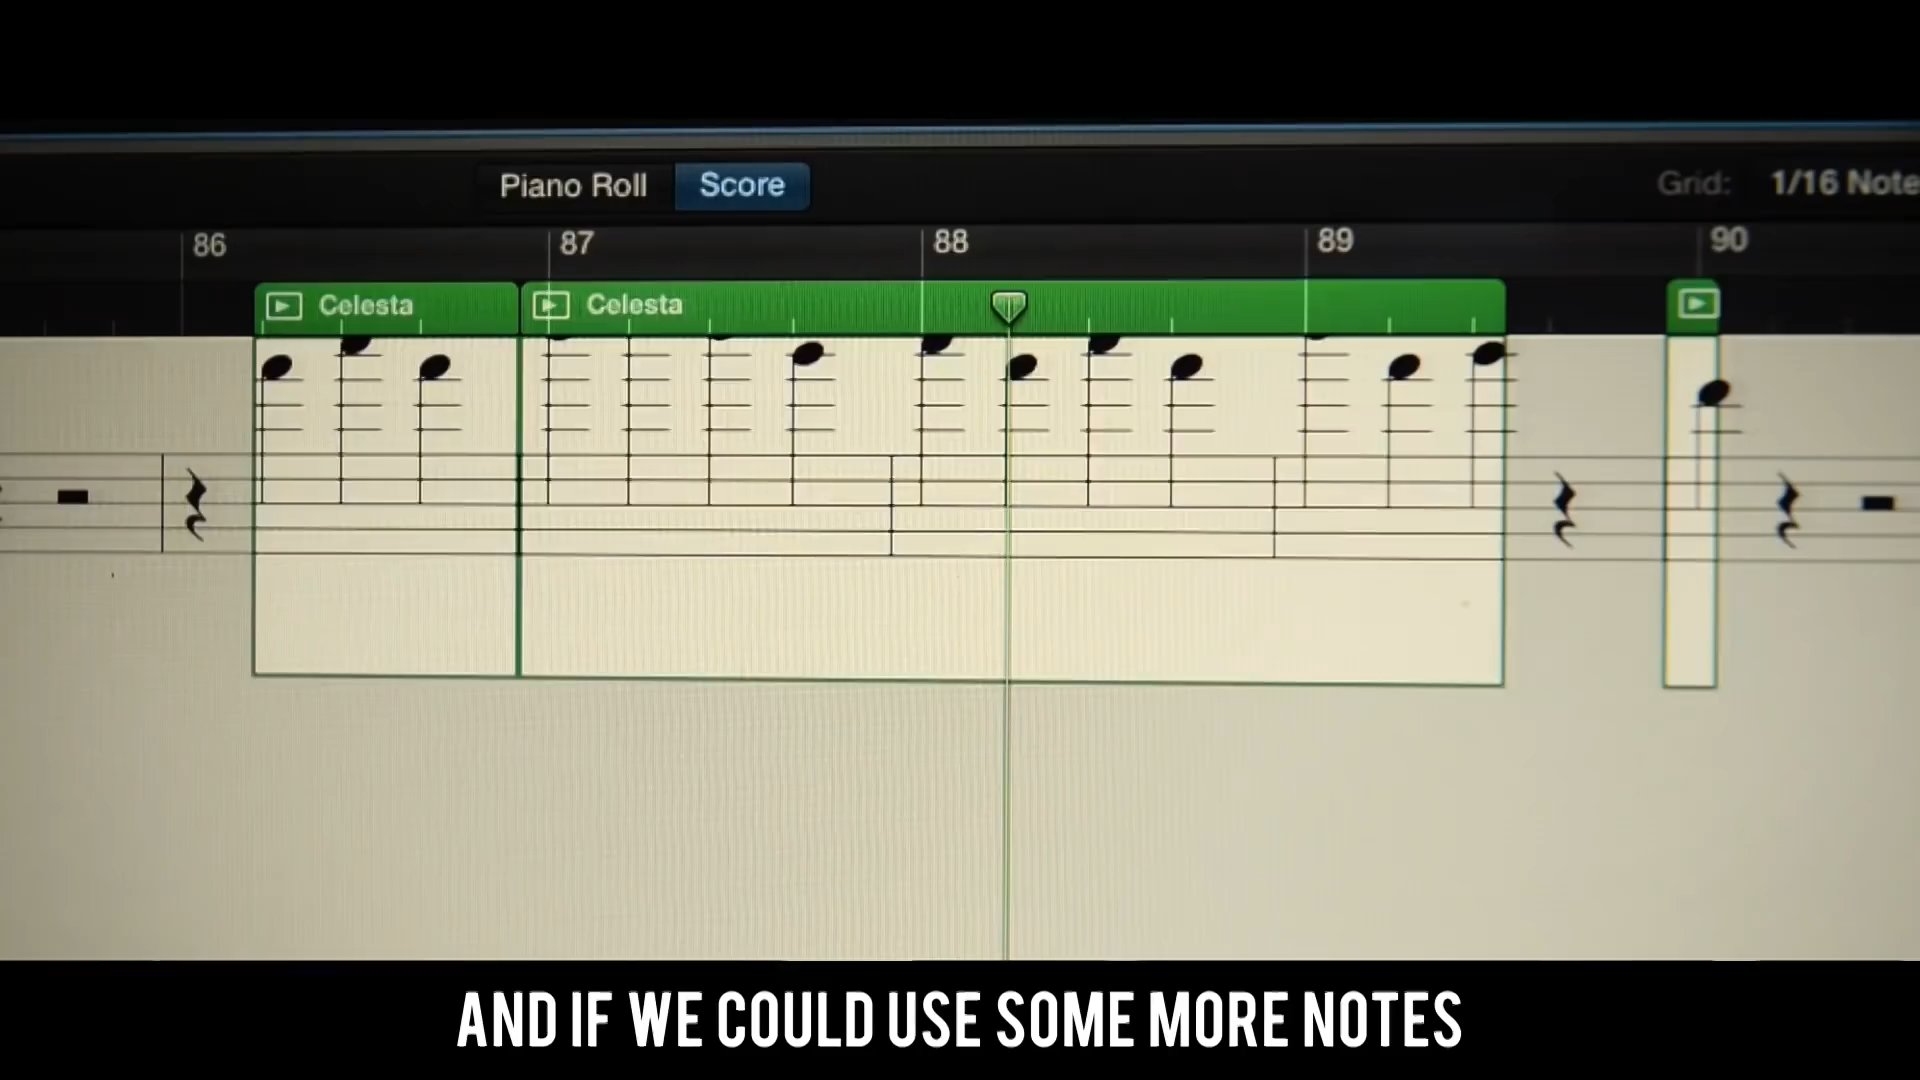 Piano Roll Score Grid: 1/16 Note
86 87 88 89 90
Celesta Celesta
AND IF WE COULD USE SOME MORE NOTES